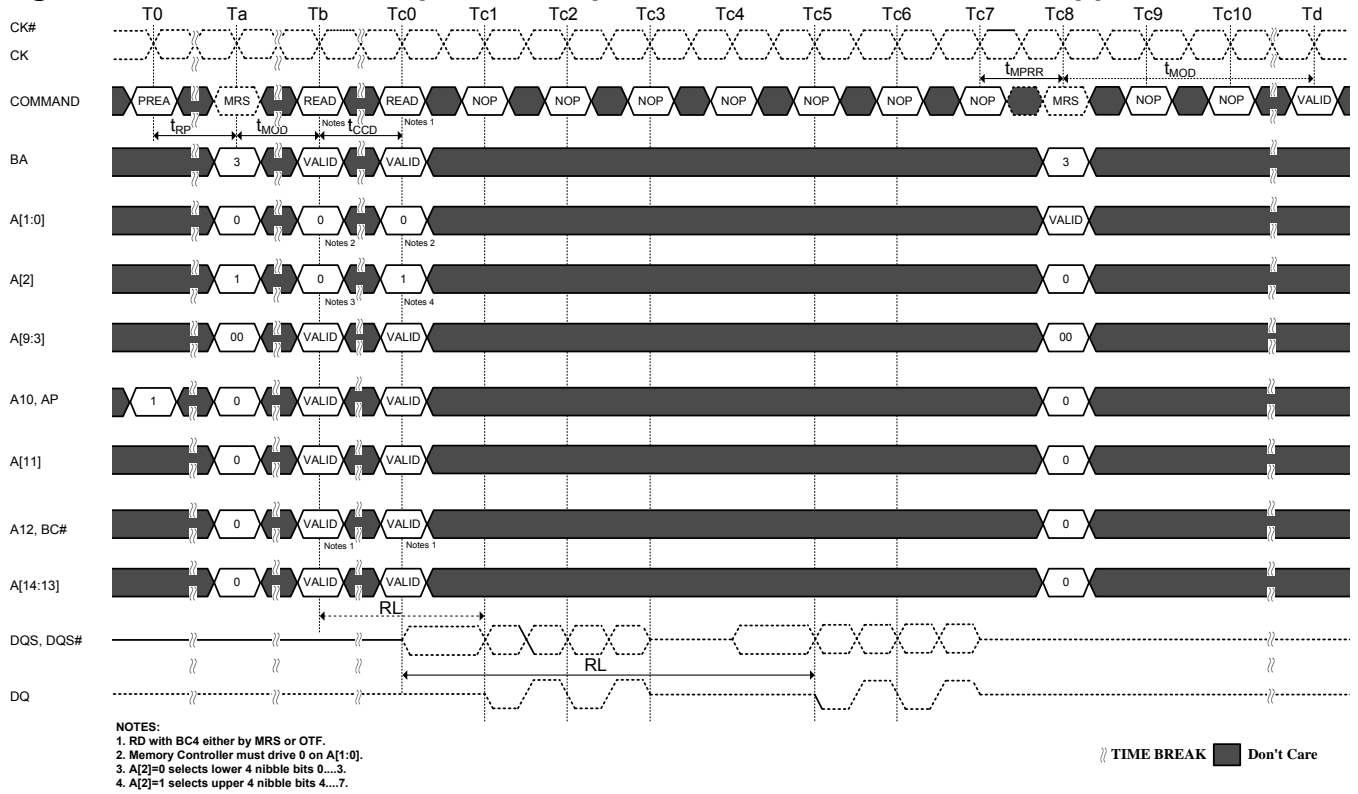 T0 Ta Tb Tc0 Tc1 Tc2 Tc3 Tc4 Tc5 Tc6 Tc7 Tc8 Tc9 Tc10 Td
CK#
CK
tMPRR tMOD
COMMAND PREA MRS READ READ NOP NOP NOP NOP NOP NOP NOP MRS NOP NOP VALID
Notes 1 Notes 1
tRP tMOD tCCD
BA 3 VALID VALID 3
A[1:0] 0 0 0 VALID
Notes 2 Notes 2
A[2] 1 0 1 0
Notes 3 Notes 4
A[9:3] 00 VALID VALID 00
A10, AP 1 0 VALID VALID 0
A[11] 0 VALID VALID 0
A12, BC# 0 VALID VALID 0
Notes 1 Notes 1
A[14:13] 0 VALID VALID 0
RL
DQS, DQS#
RL
DQ
NOTES:
1. RD with BC4 either by MRS or OTF.
2. Memory Controller must drive 0 on A[1:0].
3. A[2]=0 selects lower 4 nibble bits 0....3.
4. A[2]=1 selects upper 4 nibble bits 4....7.
TIME BREAK Don't Care